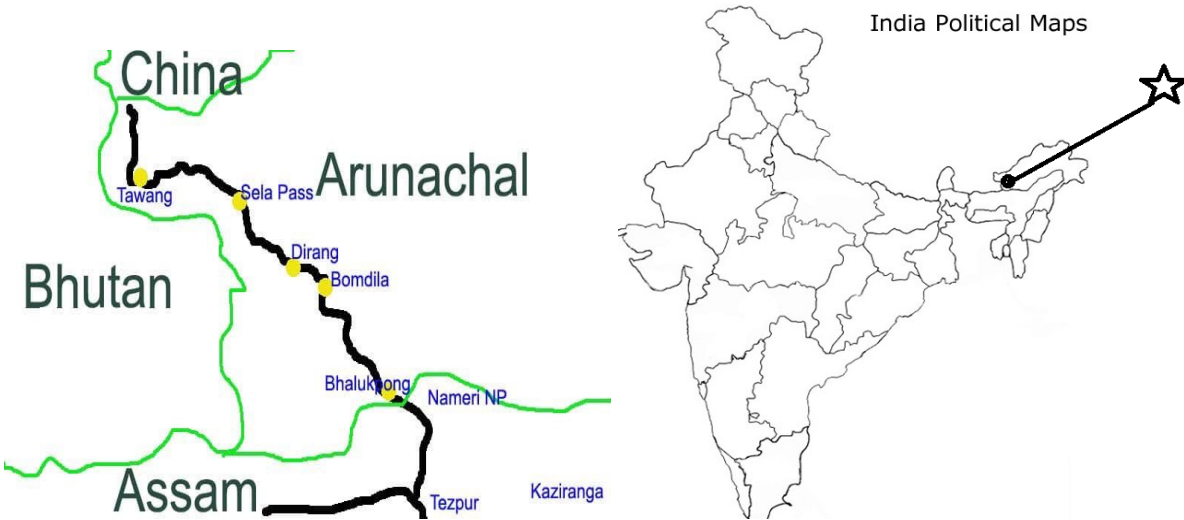 China
Arunachal
Tawang
Sela Pass
Dirang
Bhutan
Bomdila
Bhalukpong
Nameri NP
Assam
Tezpur
Kaziranga
India Political Maps